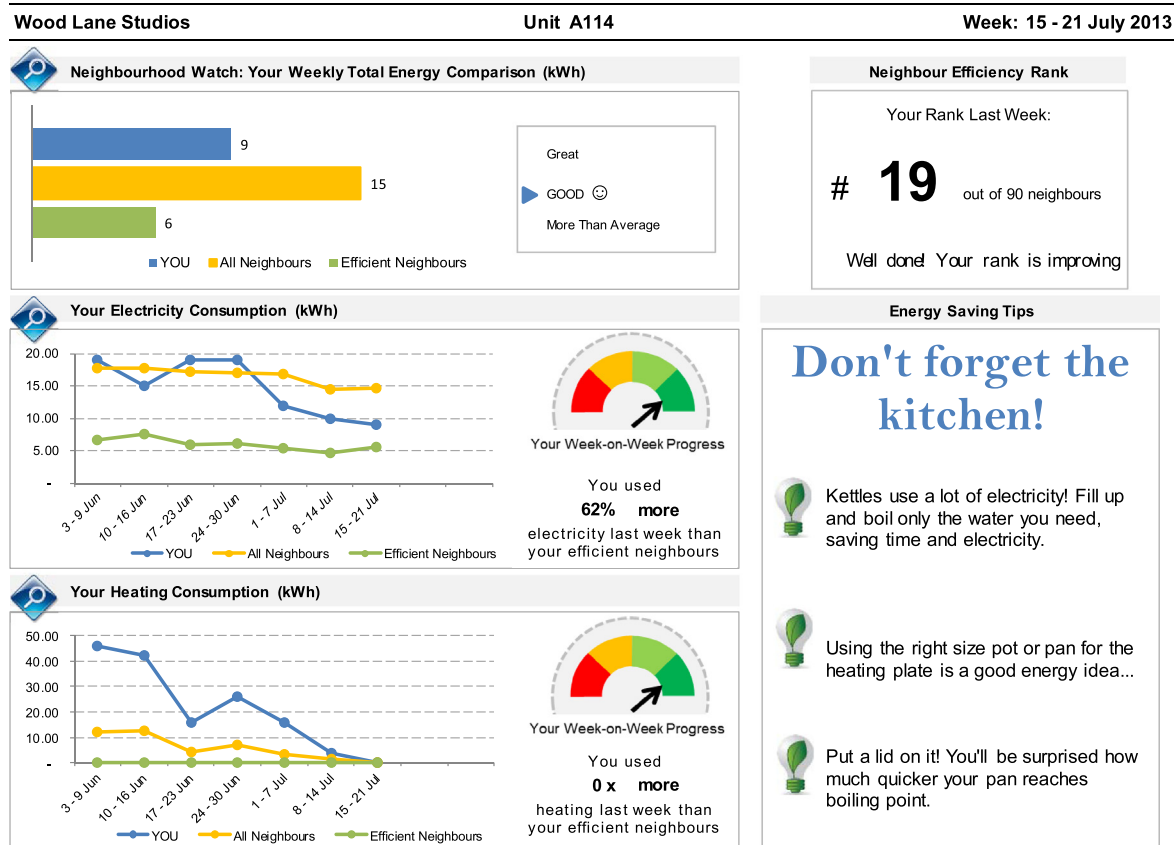 Wood Lane Studios Unit A114 Week: 15 - 21 July 2013
Neighbourhood Watch: Your Weekly Total Energy Comparison (kWh)
9
15
6
YOU All Neighbours Efficient Neighbours
Great
GOOD ☺
More Than Average
Neighbour Efficiency Rank
Your Rank Last Week:
# 19 out of 90 neighbours
Well done! Your rank is improving
Your Electricity Consumption (kWh)
20.00
15.00
10.00
5.00
-
3 - 9 Jun
10 - 16 Jun
17 - 23 Jun
24 - 30 Jun
1 - 7 Jul
8 - 14 Jul
15 - 21 Jul
YOU All Neighbours Efficient Neighbours
Your Week-on-Week Progress
You used
62% more
electricity last week than
your efficient neighbours
Your Heating Consumption (kWh)
50.00
40.00
30.00
20.00
10.00
-
3 - 9 Jun
10 - 16 Jun
17 - 23 Jun
24 - 30 Jun
1 - 7 Jul
8 - 14 Jul
15 - 21 Jul
YOU All Neighbours Efficient Neighbours
Your Week-on-Week Progress
You used
0 x more
heating last week than
your efficient neighbours
Energy Saving Tips
Don't forget the
kitchen!
Kettles use a lot of electricity! Fill up
and boil only the water you need,
saving time and electricity.
Using the right size pot or pan for the
heating plate is a good energy idea...
Put a lid on it! You'll be surprised how
much quicker your pan reaches
boiling point.